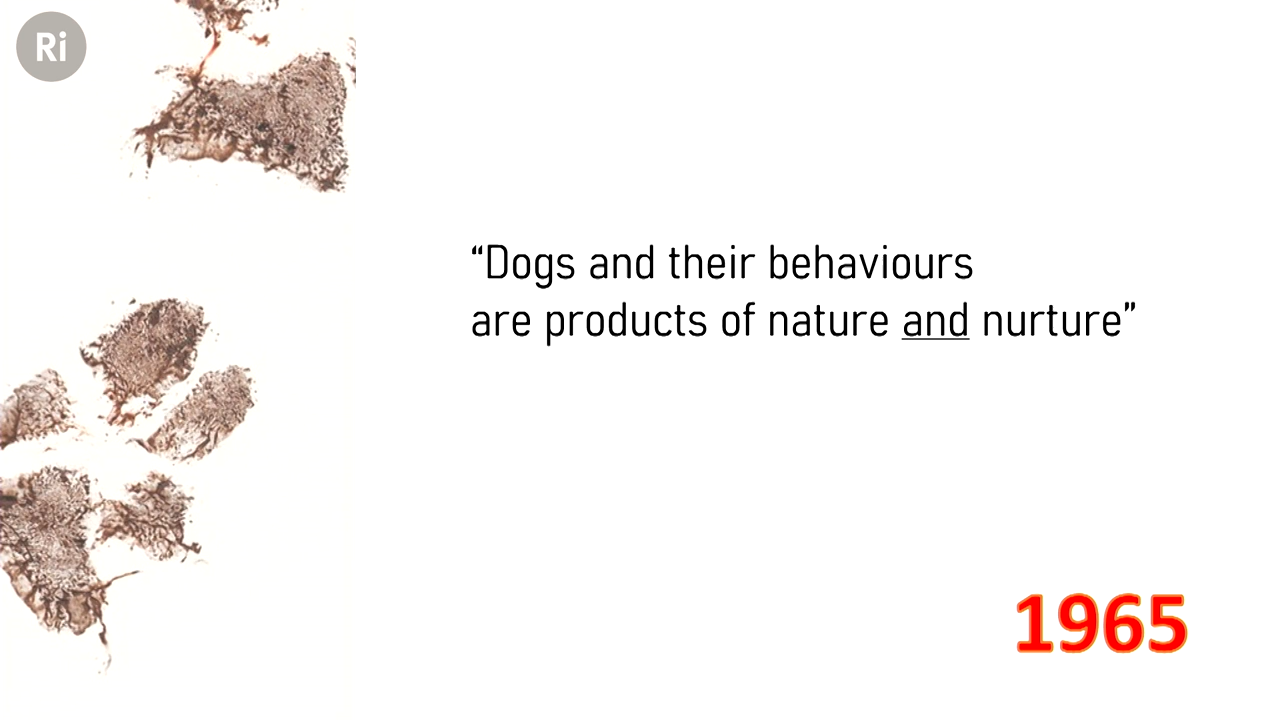 Ri
“Dogs and their behaviours
are products of nature and nurture”
1965